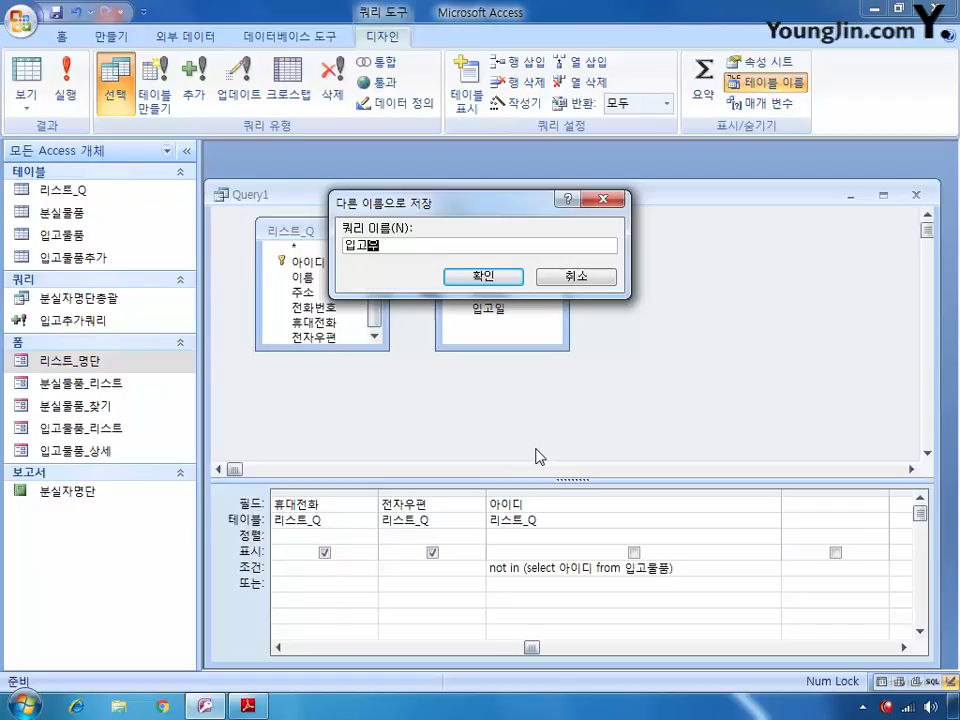 쿼리 도구
Microsoft Access
YoungJin.com Y.
홈
만들기
외부 데이터
데이터베이스 도구
디자인
보기
실행
결과
선택
테이블
만들기
추가
업데이트
크로스탭
삭제
통합
통과
데이터 정의
쿼리 유형
테이블
표시
행 삽입
행 삭제
작성기
열 삽입
열 삭제
반환:
모두
쿼리 설정
요약
속성 시트
테이블 이름
매개 변수
표시/숨기기
모든 Access 개체
테이블
리스트_Q
분실물품
입고물품
입고물품추가
쿼리
분실자명단총괄
입고추가쿼리
폼
리스트_명단
분실물품_리스트
분실물품_찾기
입고물품_리스트
입고물품_상세
보고서
분실자명단
Query1
다른 이름으로 저장
쿼리 이름(N):
입고우
확인
취소
리스트_Q
*
아이디
이름
주소
전화번호
휴대전화
전자우편
입고일
필드: 휴대전화 전자우편 아이디
테이블: 리스트_Q 리스트_Q 리스트_Q
정렬:
표시:
조건: not in (select 아이디 from 입고물품)
또는:
준비
Num Lock
SQL